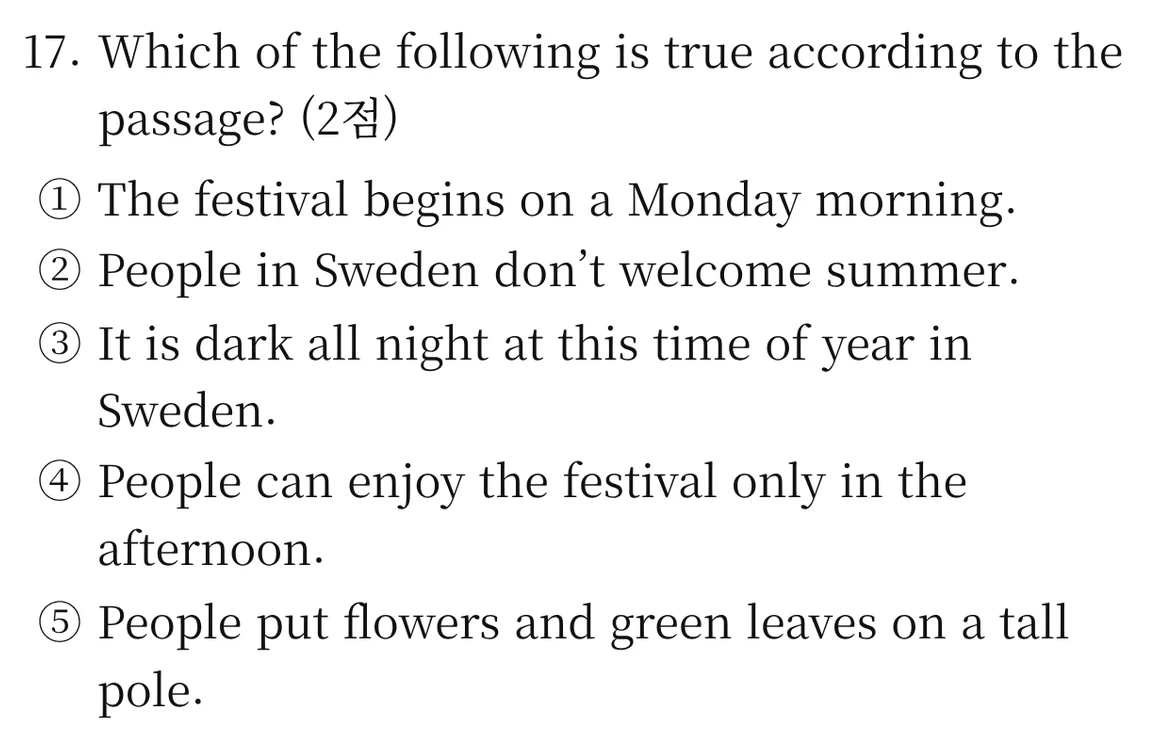 17. Which of the following is true according to the
passage? (2점)
① The festival begins on a Monday morning.
② People in Sweden don’t welcome summer.
③ It is dark all night at this time of year in
Sweden.
④ People can enjoy the festival only in the
afternoon.
⑤ People put flowers and green leaves on a tall
pole.